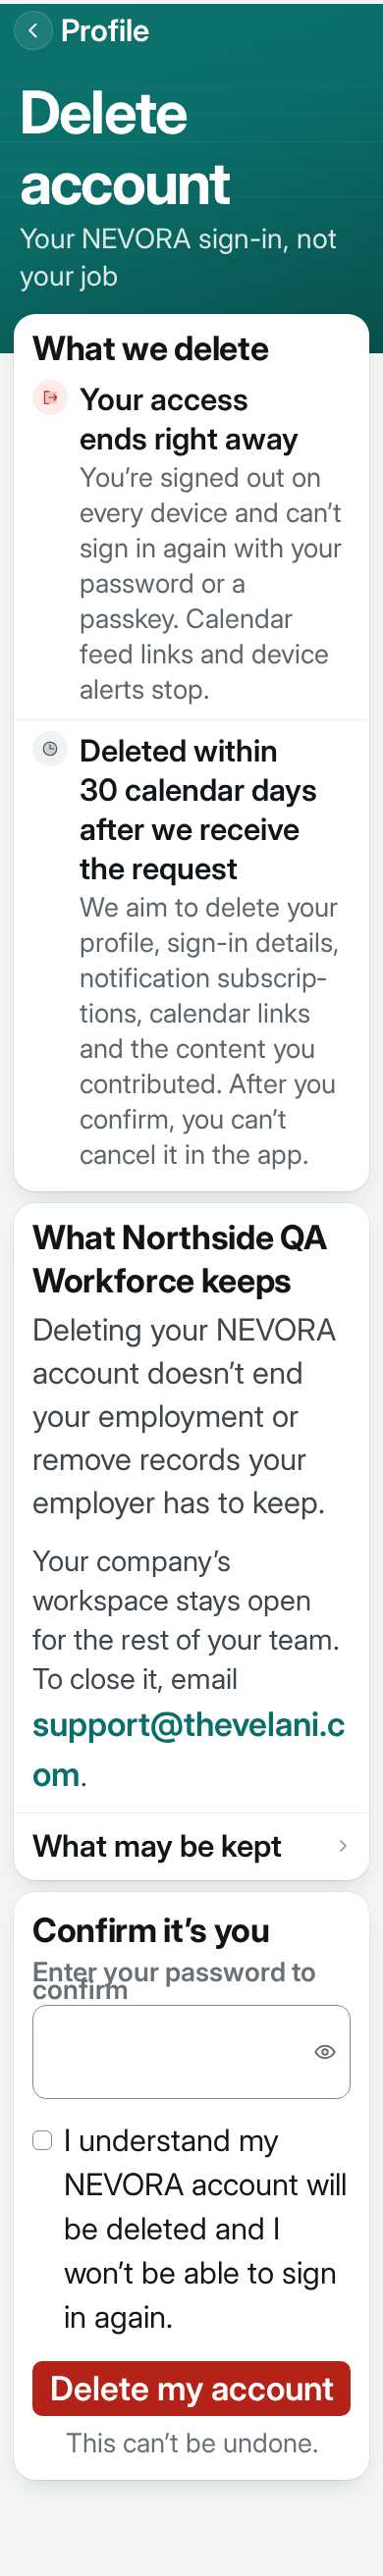 Profile
Delete
account
Your NEVORA sign-in, not
your job
What we delete
Your access
ends right away
You’re signed out on
every device and can’t
sign in again with your
password or a
passkey. Calendar
feed links and device
alerts stop.
Deleted within
30 calendar days
after we receive
the request
We aim to delete your
profile, sign-in details,
notification subscrip-
tions, calendar links
and the content you
contributed. After you
confirm, you can’t
cancel it in the app.
What Northside QA
Workforce keeps
Deleting your NEVORA
account doesn’t end
your employment or
remove records your
employer has to keep.
Your company’s
workspace stays open
for the rest of your team.
To close it, email
support@thevelani.c
om.
What may be kept
Confirm it’s you
Enter your password to
confirm
I understand my
NEVORA account will
be deleted and I
won’t be able to sign
in again.
Delete my account
This can’t be undone.